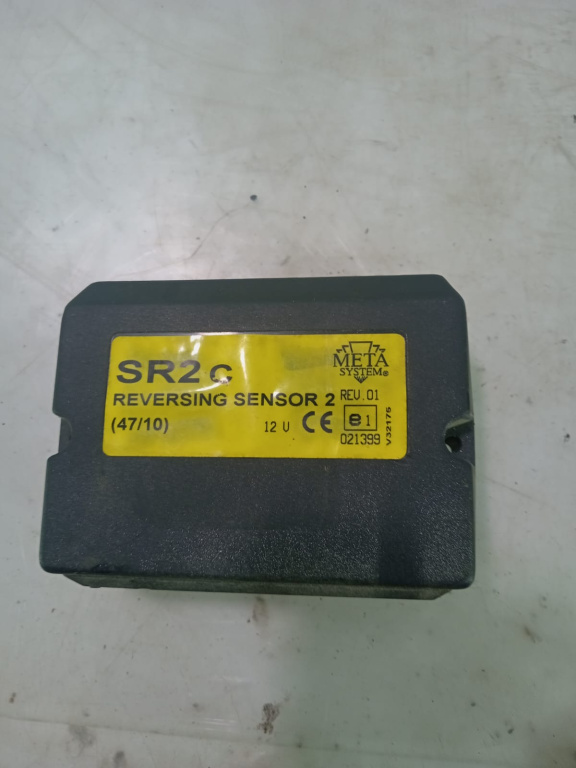 META
SYSTEM®
SR2 c
REVERSING SENSOR 2 REV.01
(47/10) 12 V CE e1
021399
V32176